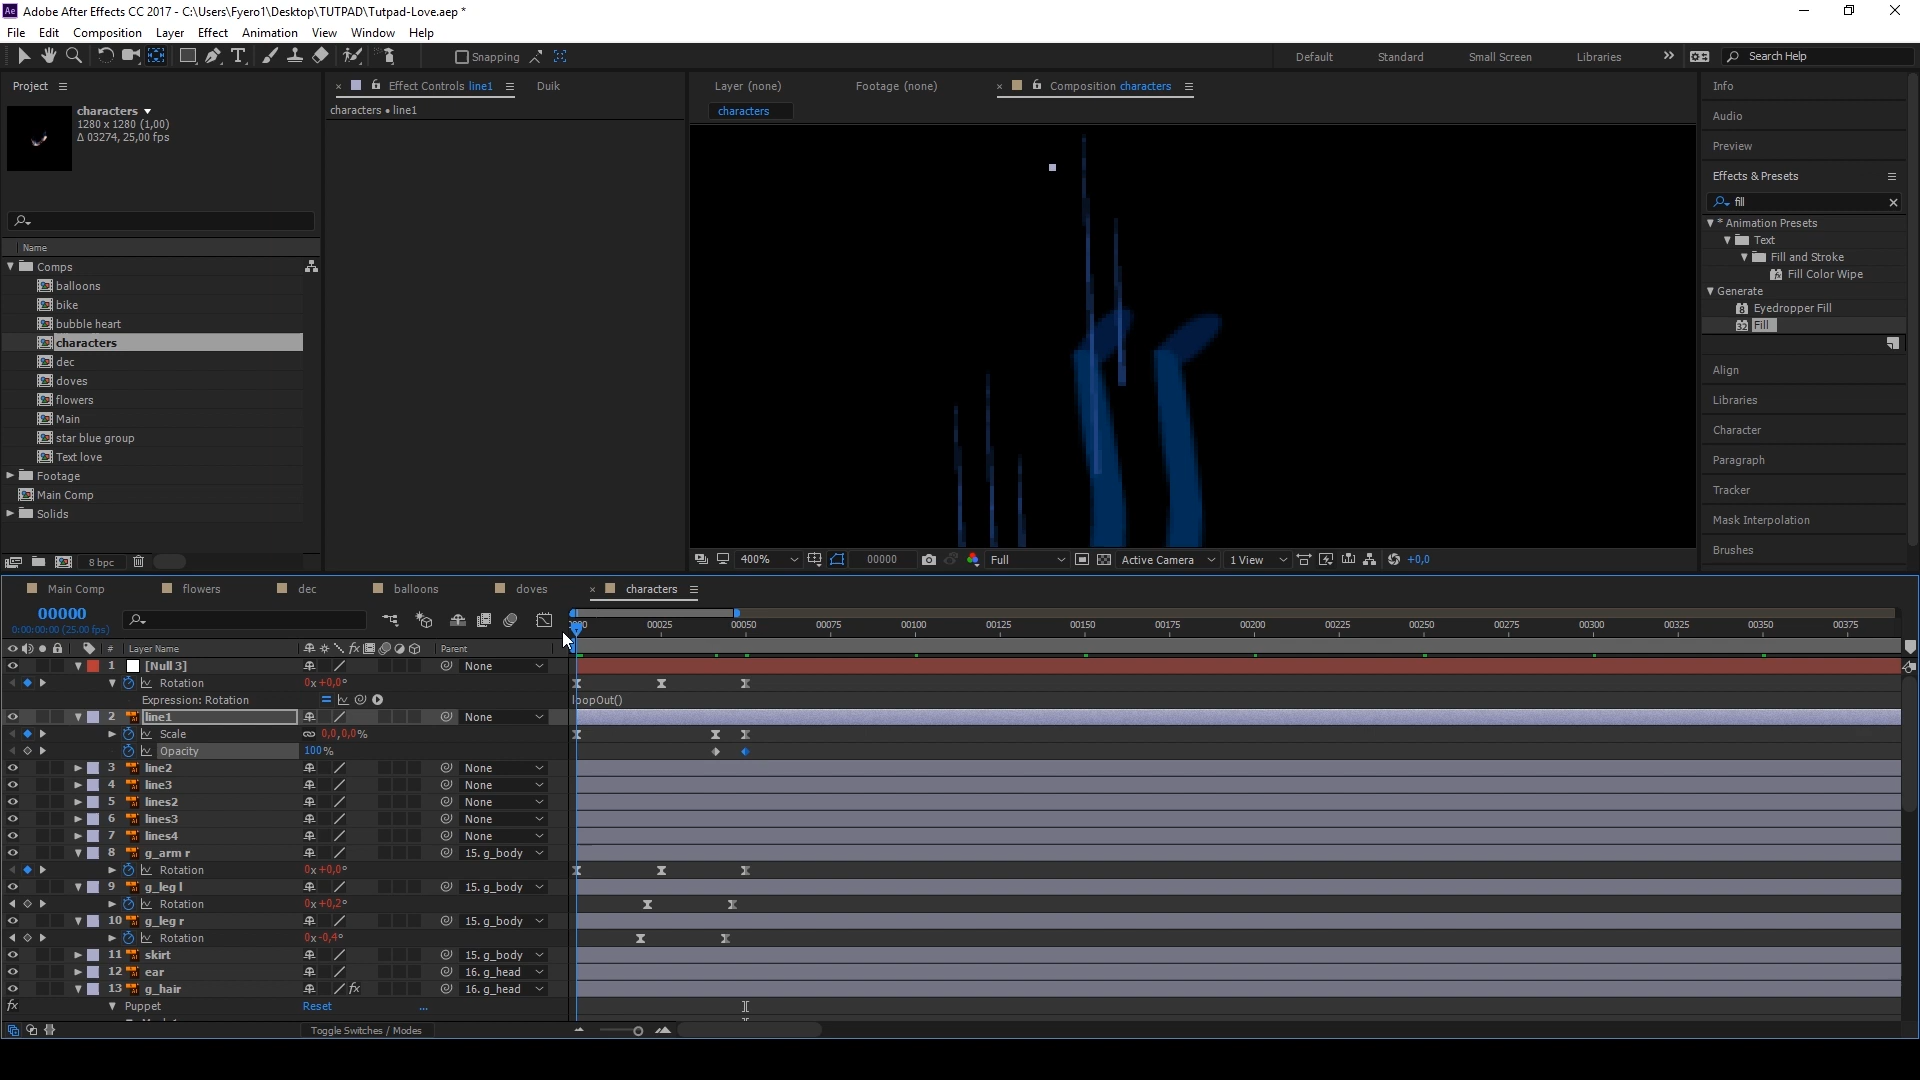 Adobe After Effects CC 2017 - C:\Users\Fyero1\Desktop\TUTPAD\Tutpad-Love.aep *
File Edit Composition Layer Effect Animation View Window Help
Snapping
Default Standard Small Screen Libraries Search Help
Project
Effect Controls line1
Duik
Layer (none)
Footage (none)
Composition characters
characters
1280 x 1280 (1,00)
Δ 03274, 25,00 fps
characters • line1
characters
Info
Audio
Preview
Effects & Presets
fill
* Animation Presets
Text
Fill and Stroke
Fill Color Wipe
Generate
Eyedropper Fill
Fill
Align
Libraries
Character
Paragraph
Tracker
Mask Interpolation
Brushes
Name
Comps
balloons
bike
bubble heart
characters
dec
doves
flowers
Main
star blue group
Text love
Footage
Main Comp
Solids
8 bpc
400% 00000 Full Active Camera 1 View +0,0
Main Comp flowers dec balloons doves characters
00000
0:00:00:00 (25.00 fps)
00025 00050 00075 00100 00125 00150 00175 00200 00225 00250 00275 00300 00325 00350 00375
# Layer Name Parent
1 [Null 3] None
Rotation 0x+0,0°
Expression: Rotation loopOut()
2 line1 None
Scale 0,0,0,0%
Opacity 100%
3 line2 None
4 line3 None
5 lines2 None
6 lines3 None
7 lines4 None
8 g_arm r 15. g_body
Rotation 0x+0,0°
9 g_leg l 15. g_body
Rotation 0x+0,2°
10 g_leg r 15. g_body
Rotation 0x-0,4°
11 skirt 15. g_body
12 ear 16. g_head
13 g_hair 16. g_head
Puppet Reset ...
Toggle Switches / Modes